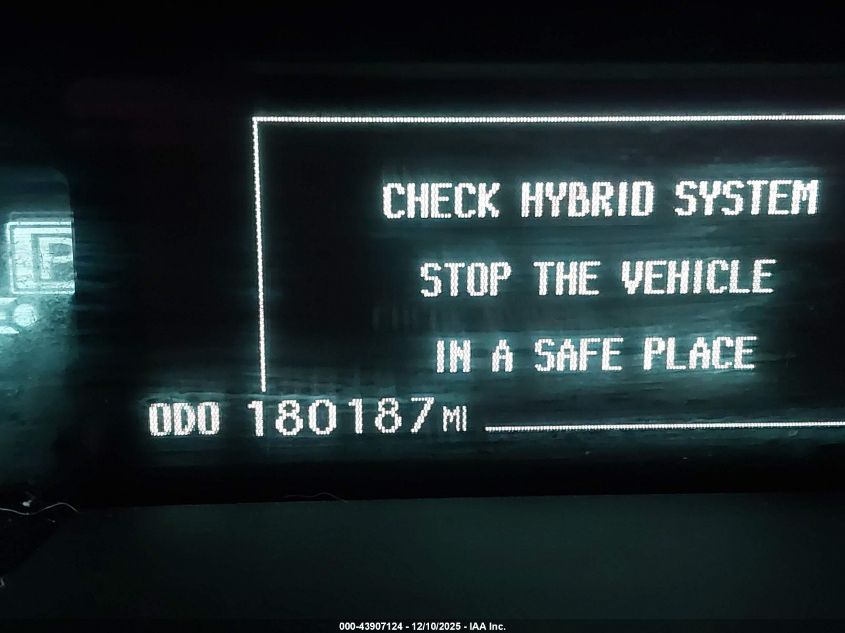 P
CHECK HYBRID SYSTEM
STOP THE VEHICLE
IN A SAFE PLACE
ODO 180187 MI
000-43907124 - 12/10/2025 - IAA Inc.